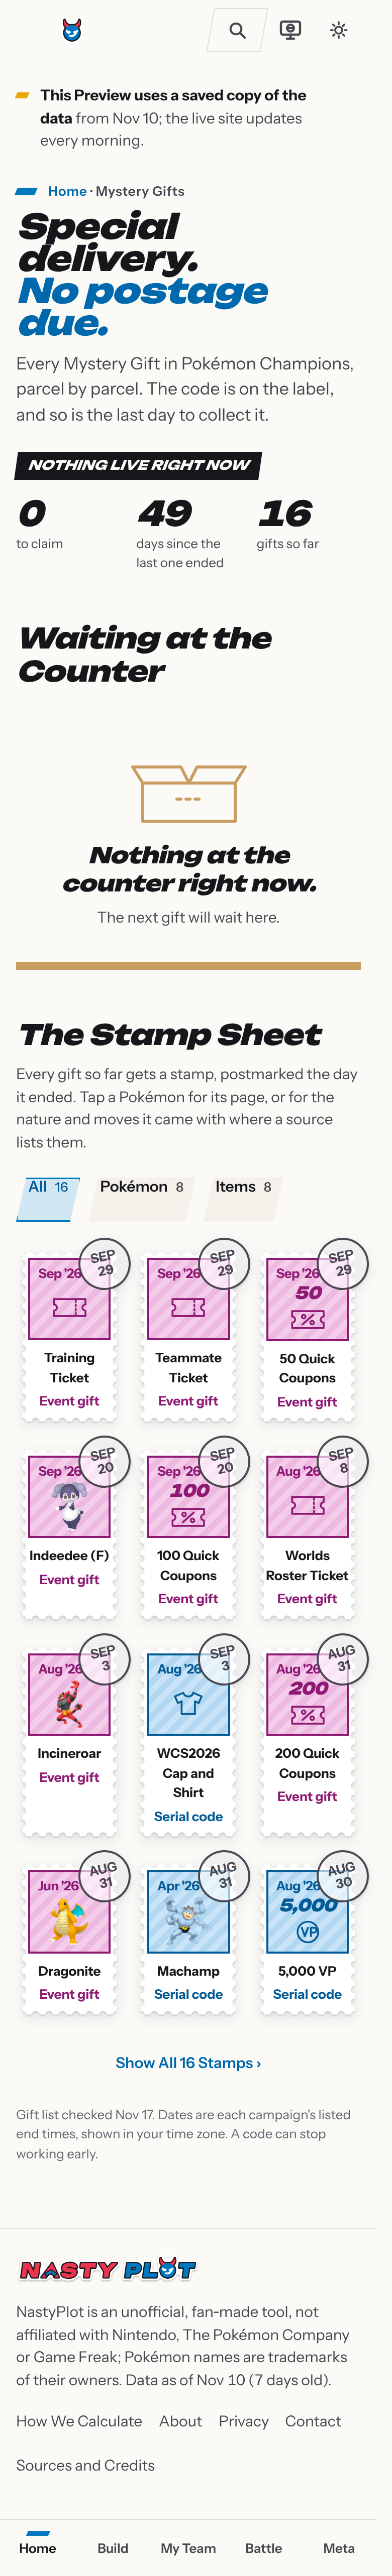 This Preview uses a saved copy of the
data from Nov 10; the live site updates
every morning.
Home · Mystery Gifts
Special
delivery.
No postage
due.
Every Mystery Gift in Pokémon Champions,
parcel by parcel. The code is on the label,
and so is the last day to collect it.
NOTHING LIVE RIGHT NOW
0 49 16
to claim days since the gifts so far
last one ended
Waiting at the
Counter
Nothing at the
counter right now.
The next gift will wait here.
The Stamp Sheet
Every gift so far gets a stamp, postmarked the day
it ended. Tap a Pokémon for its page, or for the
nature and moves it came with where a source
lists them.
All 16 Pokémon 8 Items 8
Sep '26 SEP 29
Training
Ticket
Event gift
Sep '26 SEP 29
Teammate
Ticket
Event gift
Sep '26 SEP 29
50
50 Quick
Coupons
Event gift
Sep '26 SEP 20
Indeedee (F)
Event gift
Sep '26 SEP 20
100
100 Quick
Coupons
Event gift
Aug '26 SEP 8
Worlds
Roster Ticket
Event gift
Aug '26 SEP 3
Incineroar
Event gift
Aug '26 SEP 3
WCS2026
Cap and
Shirt
Serial code
Aug '26 AUG 31
200
200 Quick
Coupons
Event gift
Jun '26 AUG 31
Dragonite
Event gift
Apr '26 AUG 31
Machamp
Serial code
Aug '26 AUG 30
5,000
VP
5,000 VP
Serial code
Show All 16 Stamps ›
Gift list checked Nov 17. Dates are each campaign's listed
end times, shown in your time zone. A code can stop
working early.
NASTY PLOT
NastyPlot is an unofficial, fan-made tool, not
affiliated with Nintendo, The Pokémon Company
or Game Freak; Pokémon names are trademarks
of their owners. Data as of Nov 10 (7 days old).
How We Calculate About Privacy Contact
Sources and Credits
Home Build My Team Battle Meta